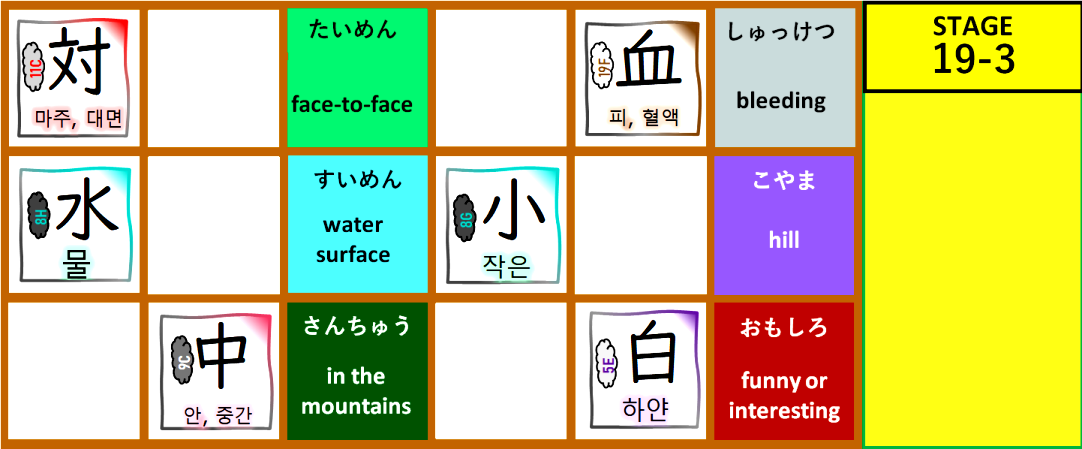 対
11C
마주, 대면
たいめん
face-to-face
血
19F
피, 혈액
しゅっけつ
bleeding
STAGE
19-3
水
8H
물
すいめん
water
surface
小
8G
작은
こやま
hill
中
9C
안, 중간
さんちゅう
in the
mountains
白
5E
하얀
おもしろ
funny or
interesting